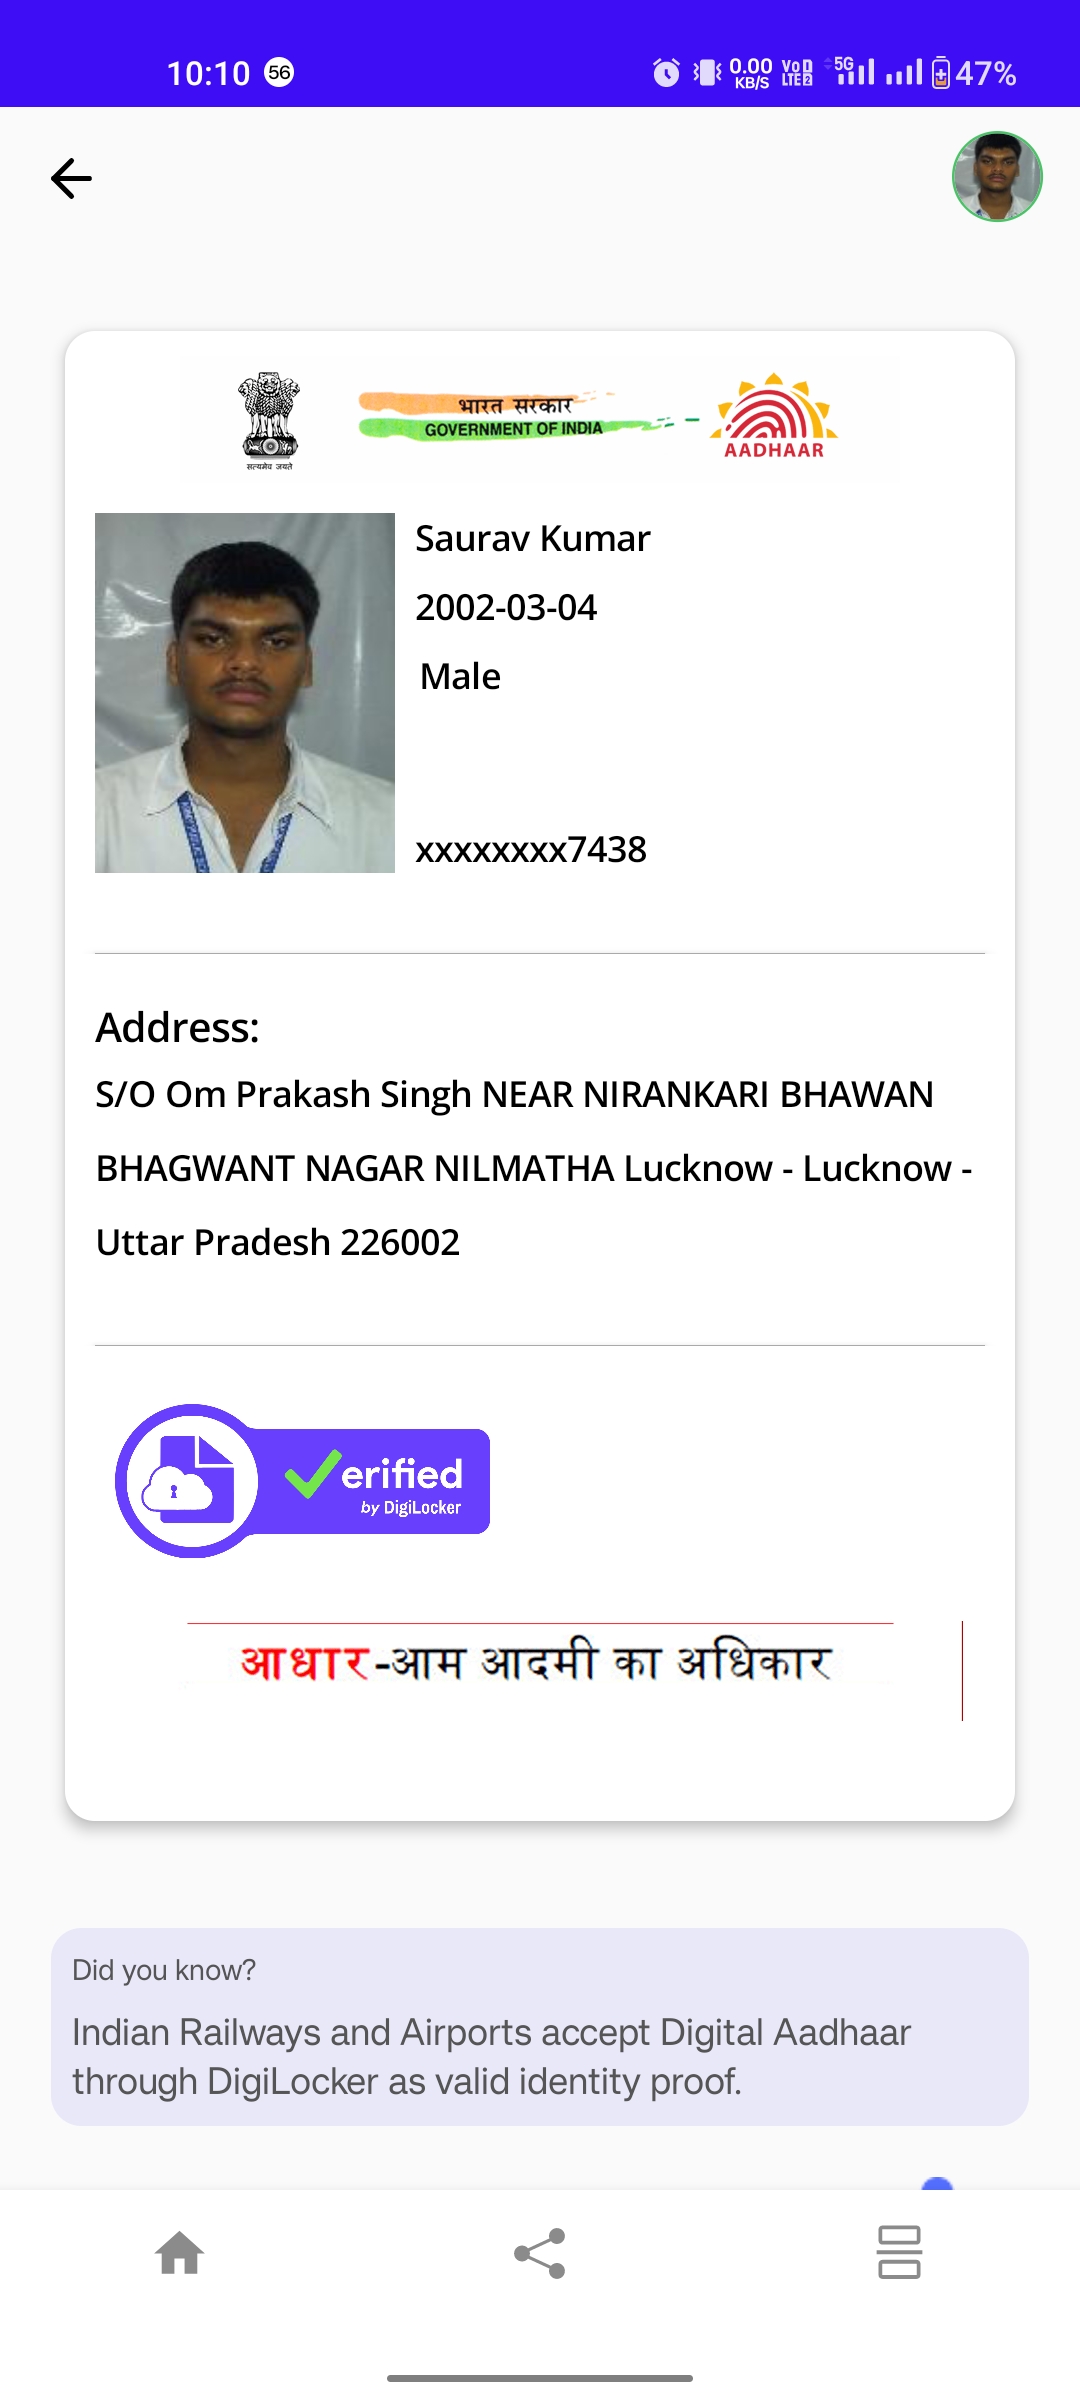 10:10 56 0.00 KB/S VoD LTE2 5G 47%
सत्यमेव जयते
भारत सरकार
GOVERNMENT OF INDIA
AADHAAR
Saurav Kumar
2002-03-04
Male
xxxxxxxx7438
Address:
S/O Om Prakash Singh NEAR NIRANKARI BHAWAN
BHAGWANT NAGAR NILMATHA Lucknow - Lucknow -
Uttar Pradesh 226002
erified
by DigiLocker
आधार-आम आदमी का अधिकार
Did you know?
Indian Railways and Airports accept Digital Aadhaar
through DigiLocker as valid identity proof.